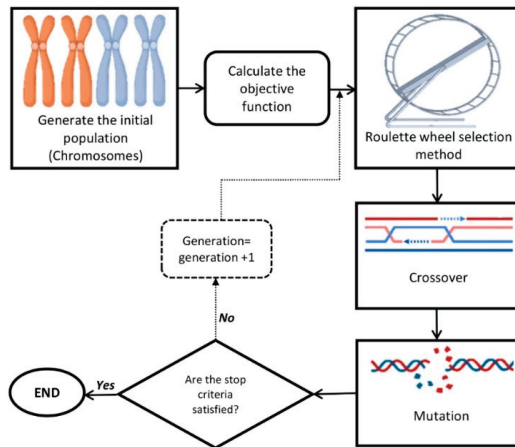 Generate the initial
population
(Chromosomes)
Calculate the
objective
function
Roulette wheel selection
method
Crossover
Mutation
Are the stop
criteria
satisfied?
No
Generation=
generation +1
Yes
END